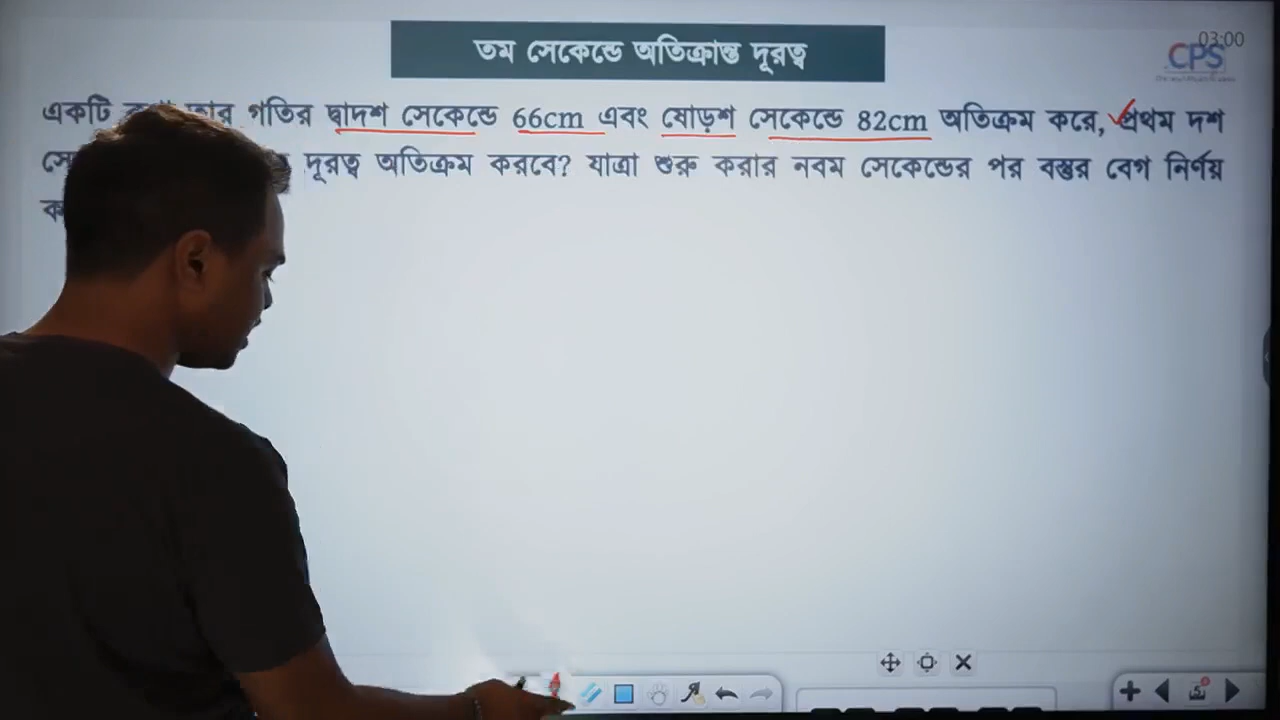 তম সেকেন্ডে অতিক্রান্ত দূরত্ব
03:00
CPS
একটি তার গতির দ্বাদশ সেকেন্ডে 66cm এবং ষোড়শ সেকেন্ডে 82cm অতিক্রম করে, প্রথম দশ
দূরত্ব অতিক্রম করবে? যাত্রা শুরু করার নবম সেকেন্ডের পর বস্তুর বেগ নির্ণয়